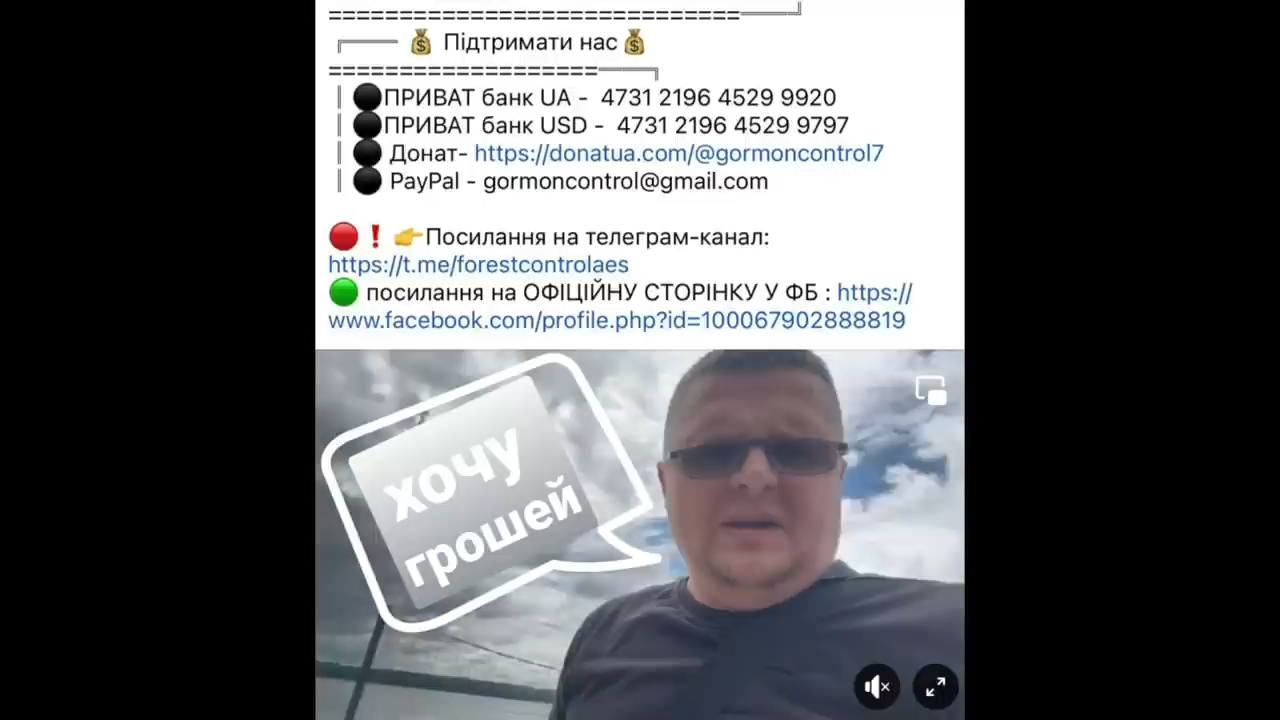 💰 Підтримати нас 💰
ПРИВАТ банк UA - 4731 2196 4529 9920
ПРИВАТ банк USD - 4731 2196 4529 9797
Донат- https://donatua.com/@gormoncontrol7
PayPal - gormoncontrol@gmail.com
🔴❗👉Посилання на телеграм-канал:
https://t.me/forestcontrolaes
🟢 посилання на ОФІЦІЙНУ СТОРІНКУ У ФБ : https://
www.facebook.com/profile.php?id=100067902888819
хочу
грошей